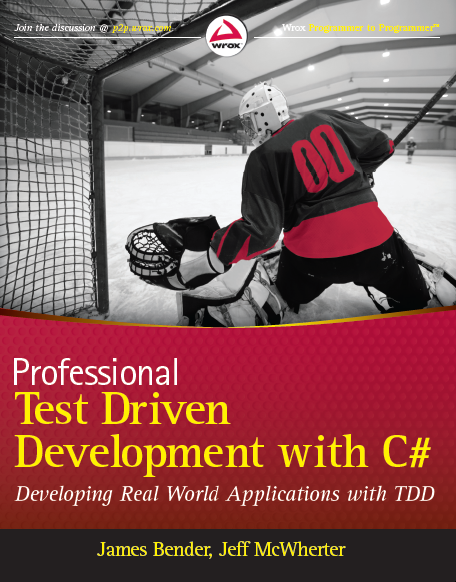 Join the discussion @ p2p.wrox.com
Wrox Programmer to Programmer™
wrox™
00
Professional
Test Driven
Development with C#
Developing Real World Applications with TDD
James Bender, Jeff McWherter